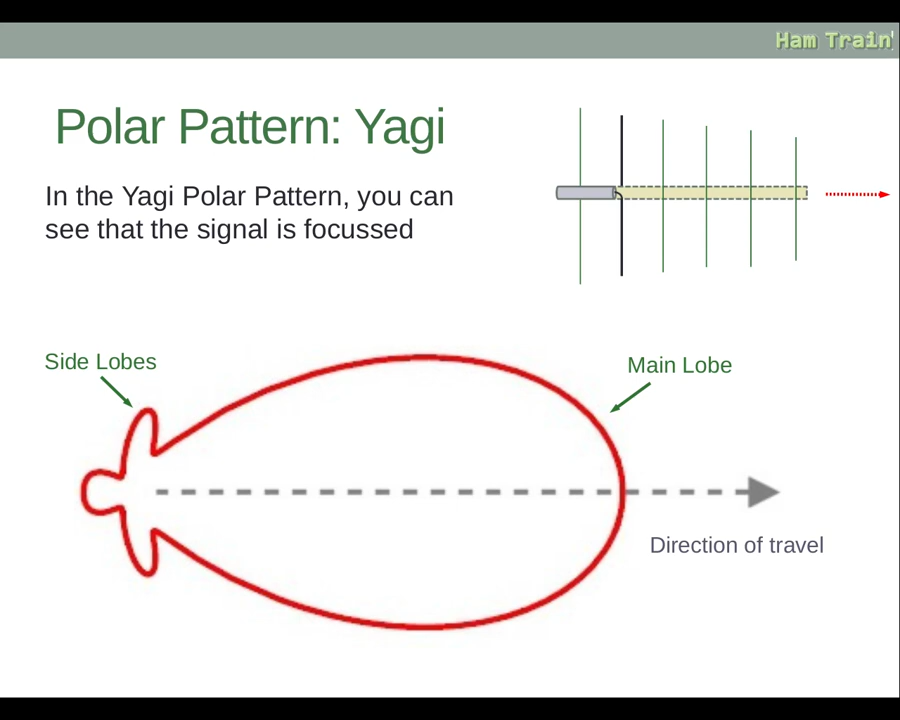 Ham Train
Polar Pattern: Yagi
In the Yagi Polar Pattern, you can
see that the signal is focussed
Side Lobes
Main Lobe
Direction of travel